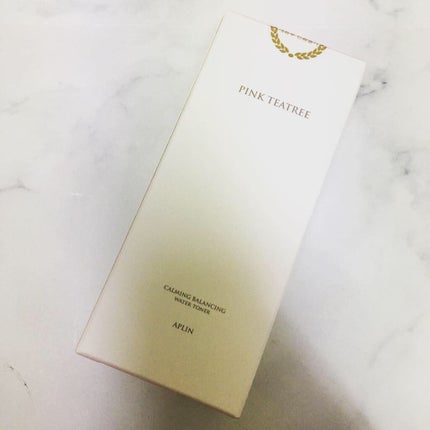 PINK TEATREE
CALMING BALANCING
WATER TONER
APLIN